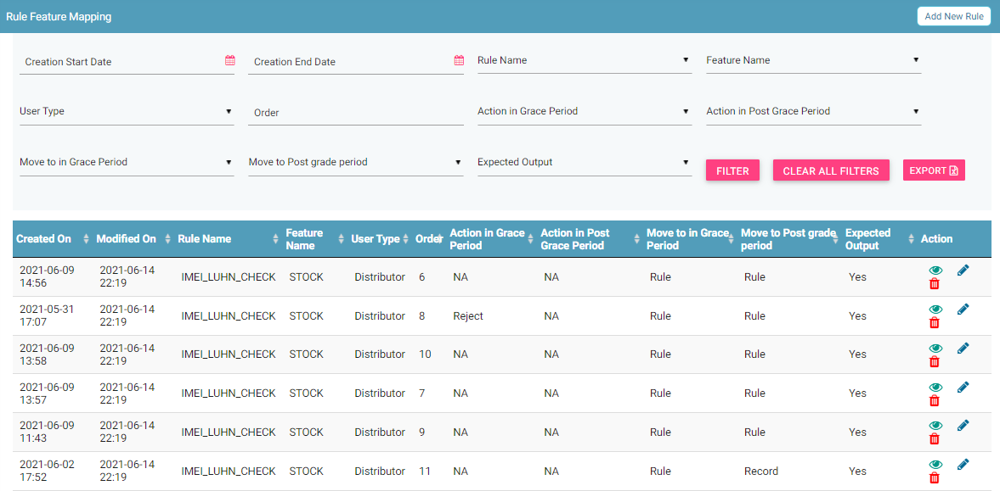 Rule Feature Mapping
Add New Rule
Creation Start Date
Creation End Date
Rule Name
Feature Name
User Type
Order
Action in Grace Period
Action in Post Grace Period
Move to in Grace Period
Move to Post grade period
Expected Output
FILTER
CLEAR ALL FILTERS
EXPORT
Created On Modified On Rule Name Feature Name User Type Order Action in Grace Period Action in Post Grace Period Move to in Grace Period Move to Post grade period Expected Output Action
2021-06-09 14:56 2021-06-14 22:19 IMEI_LUHN_CHECK STOCK Distributor 6 NA NA Rule Rule Yes
2021-05-31 17:07 2021-06-14 22:19 IMEI_LUHN_CHECK STOCK Distributor 8 Reject NA Rule Rule Yes
2021-06-09 13:58 2021-06-14 22:19 IMEI_LUHN_CHECK STOCK Distributor 10 NA NA Rule Rule Yes
2021-06-09 13:57 2021-06-14 22:19 IMEI_LUHN_CHECK STOCK Distributor 7 NA NA Rule Rule Yes
2021-06-09 11:43 2021-06-14 22:19 IMEI_LUHN_CHECK STOCK Distributor 9 NA NA Rule Rule Yes
2021-06-02 17:52 2021-06-14 22:19 IMEI_LUHN_CHECK STOCK Distributor 11 NA NA Rule Record Yes